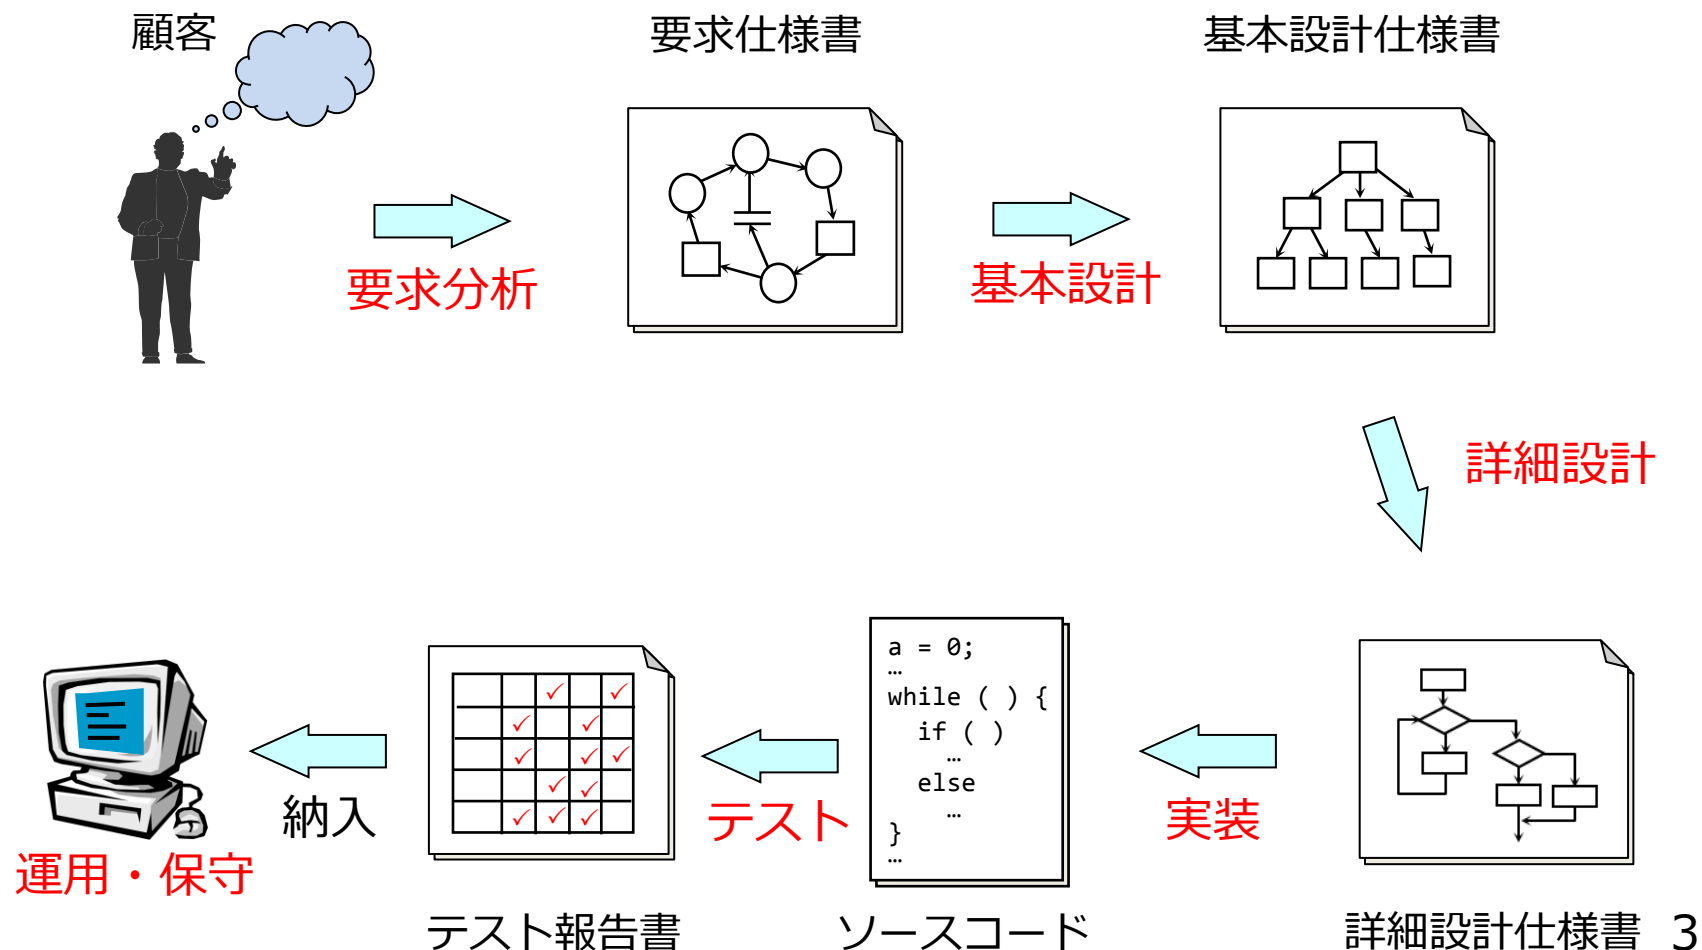 顧客
要求仕様書
基本設計仕様書
要求分析
基本設計
詳細設計
a = 0;
…
while ( ) {
if ( )
…
else
…
}
…
納入
テスト
実装
運用・保守
テスト報告書
ソースコード
詳細設計仕様書
3